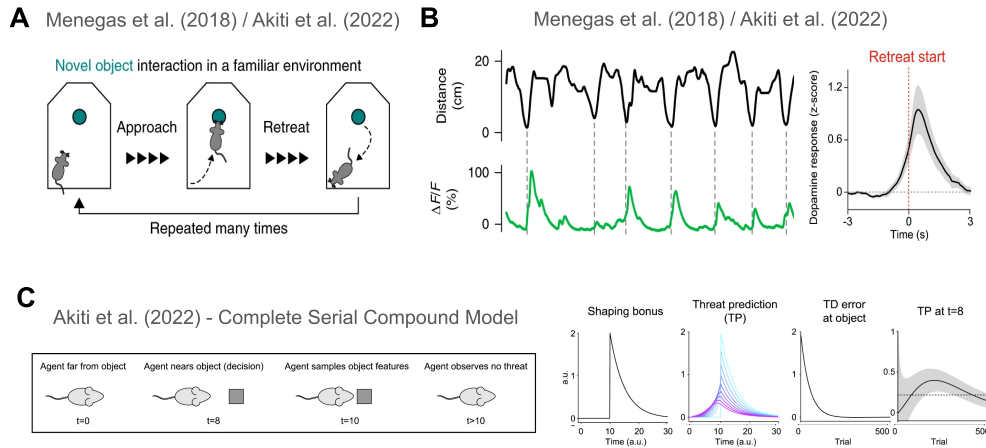 A
Menegas et al. (2018) / Akiti et al. (2022)
Novel object interaction in a familiar environment
Approach
Retreat
Repeated many times
B
Menegas et al. (2018) / Akiti et al. (2022)
Distance
(cm)
20
0
ΔF/F
(%)
100
0
Retreat start
Dopamine response (z-score)
1.2
0.6
0
-3
0
3
Time (s)
C
Akiti et al. (2022) - Complete Serial Compound Model
Agent far from object
t=0
Agent nears object (decision)
t=8
Agent samples object features
t=10
Agent observes no threat
t>10
Shaping bonus
a.u.
2
1
0
0
10
20
30
Time (a.u.)
Threat prediction
(TP)
2
1
0
0
10
20
30
Time (a.u.)
TD error
at object
2
1
0
0
500
Trial
TP at t=8
1
0.5
0
0
500
Trial